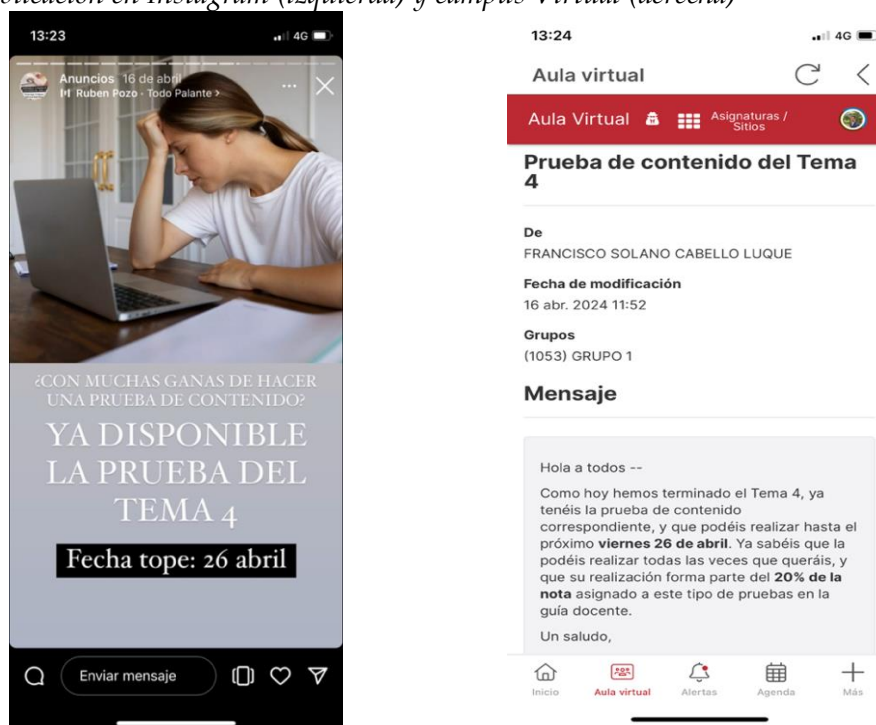 publicación en Instagram (izquierda) y campus virtual (derecha)
13:23
4G
Anuncios 16 de abril
Ruben Pozo · Todo Palante >
¿CON MUCHAS GANAS DE HACER
UNA PRUEBA DE CONTENIDO?
YA DISPONIBLE
LA PRUEBA DEL
TEMA 4
Fecha tope: 26 abril
Enviar mensaje
13:24
4G
Aula virtual
Aula Virtual
Asignaturas /
Sitios
Prueba de contenido del Tema
4
De
FRANCISCO SOLANO CABELLO LUQUE
Fecha de modificación
16 abr. 2024 11:52
Grupos
(1053) GRUPO 1
Mensaje
Hola a todos --
Como hoy hemos terminado el Tema 4, ya
tenéis la prueba de contenido
correspondiente, y que podéis realizar hasta el
próximo viernes 26 de abril. Ya sabéis que la
podéis realizar todas las veces que queráis, y
que su realización forma parte del 20% de la
nota asignado a este tipo de pruebas en la
guía docente.
Un saludo,
Inicio
Aula virtual
Alertas
Agenda
Más